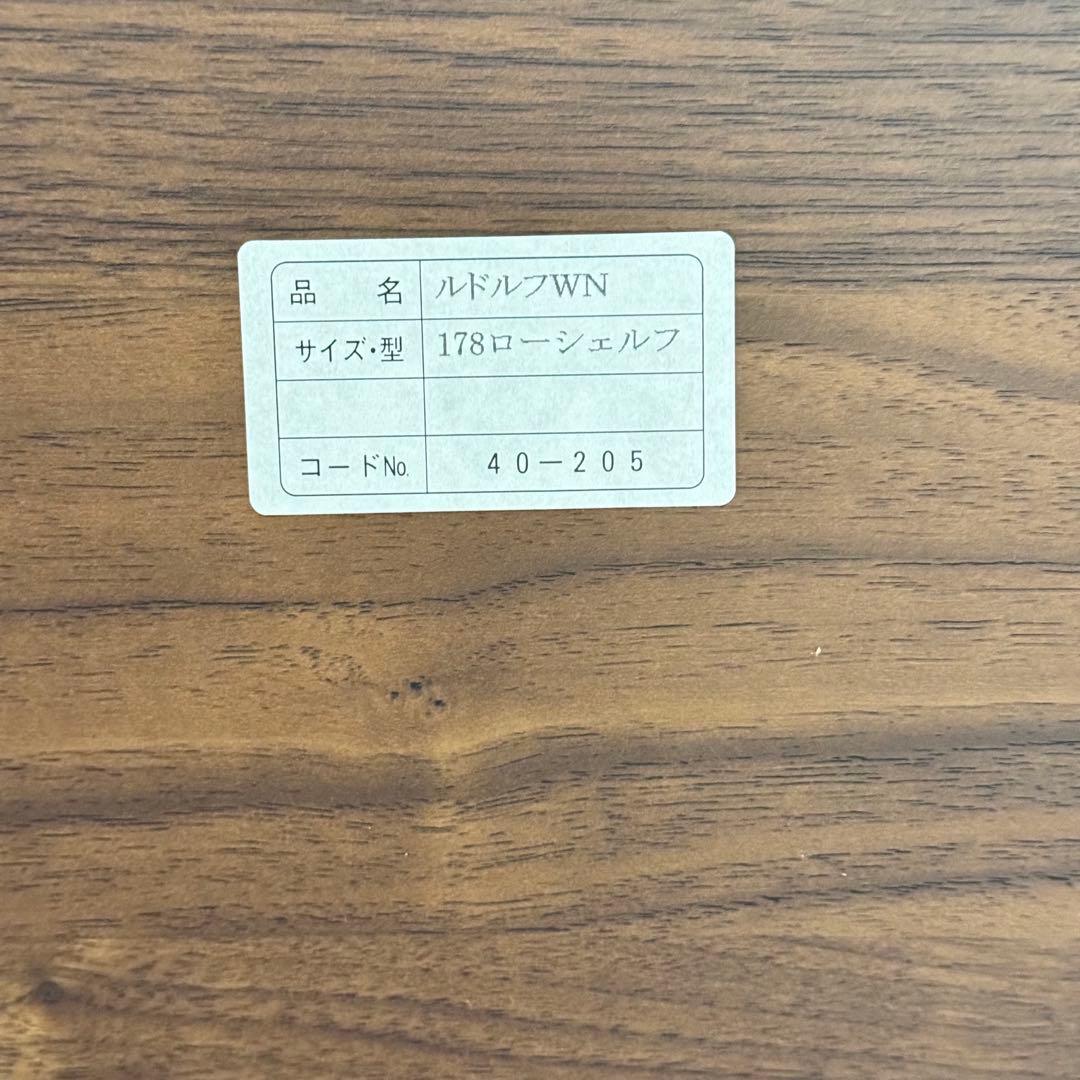 品 名 ルドルフWN
サイズ・型 178ローシェルフ
コードNo. 40-205